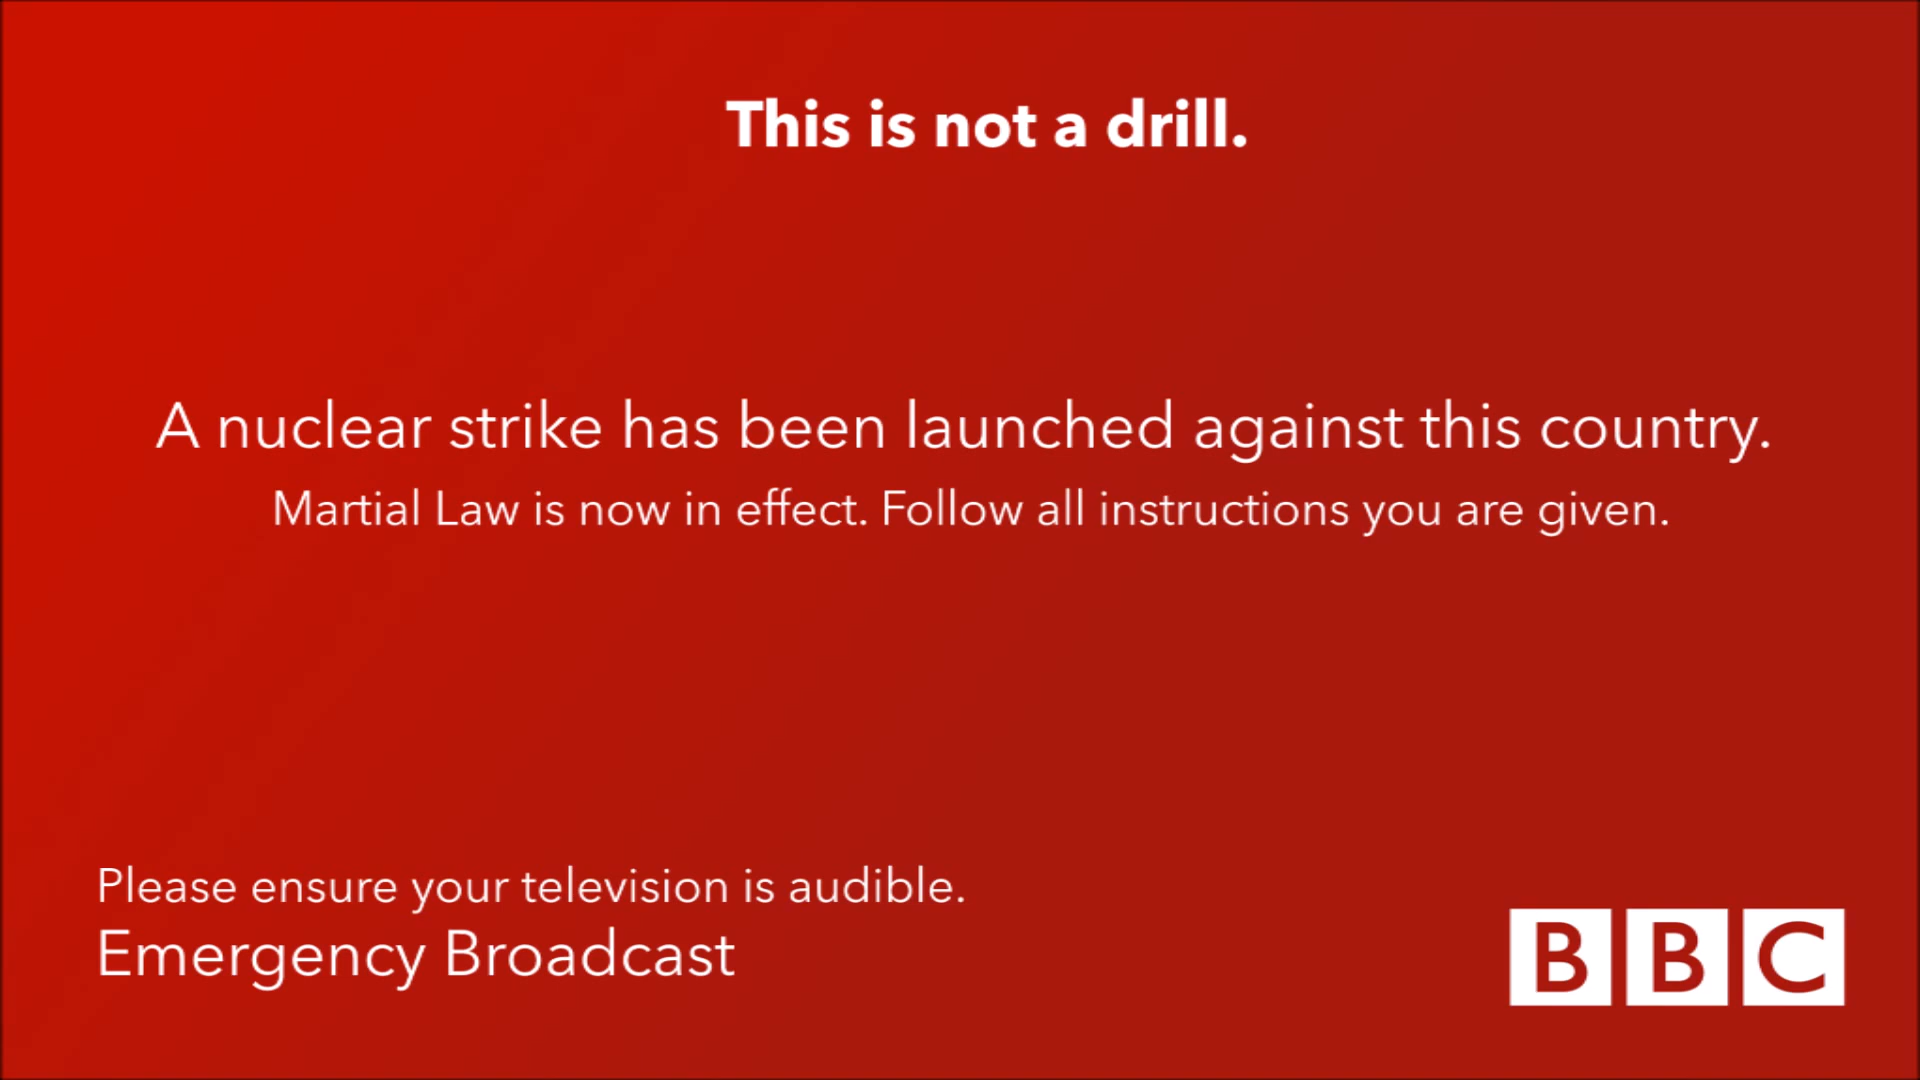 This is not a drill.
A nuclear strike has been launched against this country.
Martial Law is now in effect. Follow all instructions you are given.
Please ensure your television is audible.
Emergency Broadcast
BBC